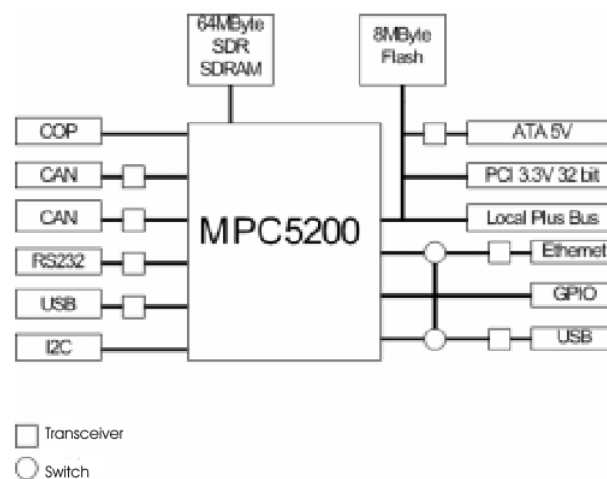 64MByte
SDR
SDRAM
8MByte
Flash
COP
CAN
CAN
RS232
USB
I2C
MPC5200
ATA 5V
PCI 3.3V 32 bit
Local Plus Bus
Ethernet
GPIO
USB
Transceiver
Switch